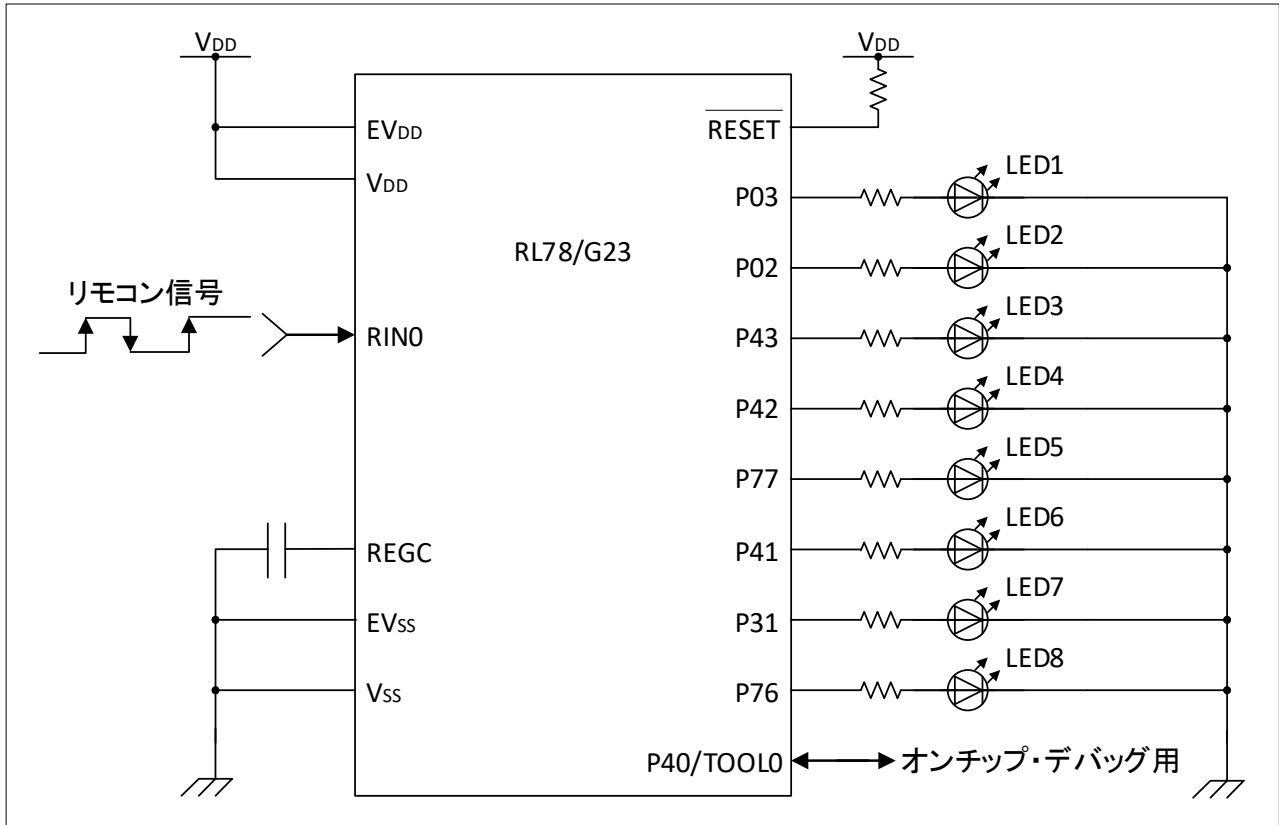 VDD
VDD
EVDD
RESET
VDD
LED1
P03
LED2
RL78/G23
P02
リモコン信号
LED3
RIN0
P43
LED4
P42
LED5
P77
LED6
REGC
P41
LED7
EVSS
P31
LED8
VSS
P76
P40/TOOL0
オンチップ・デバッグ用